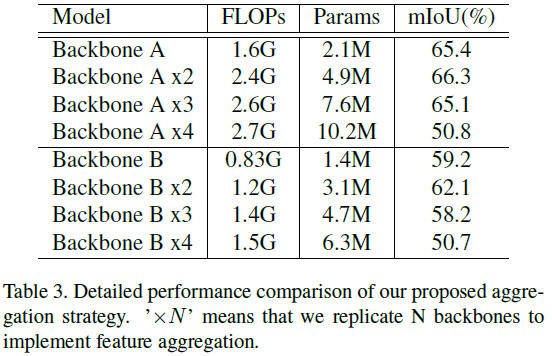 Model FLOPs Params mIoU(%)
Backbone A 1.6G 2.1M 65.4
Backbone A x2 2.4G 4.9M 66.3
Backbone A x3 2.6G 7.6M 65.1
Backbone A x4 2.7G 10.2M 50.8
Backbone B 0.83G 1.4M 59.2
Backbone B x2 1.2G 3.1M 62.1
Backbone B x3 1.4G 4.7M 58.2
Backbone B x4 1.5G 6.3M 50.7
Table 3. Detailed performance comparison of our proposed aggre-
gation strategy. ’×N’ means that we replicate N backbones to
implement feature aggregation.